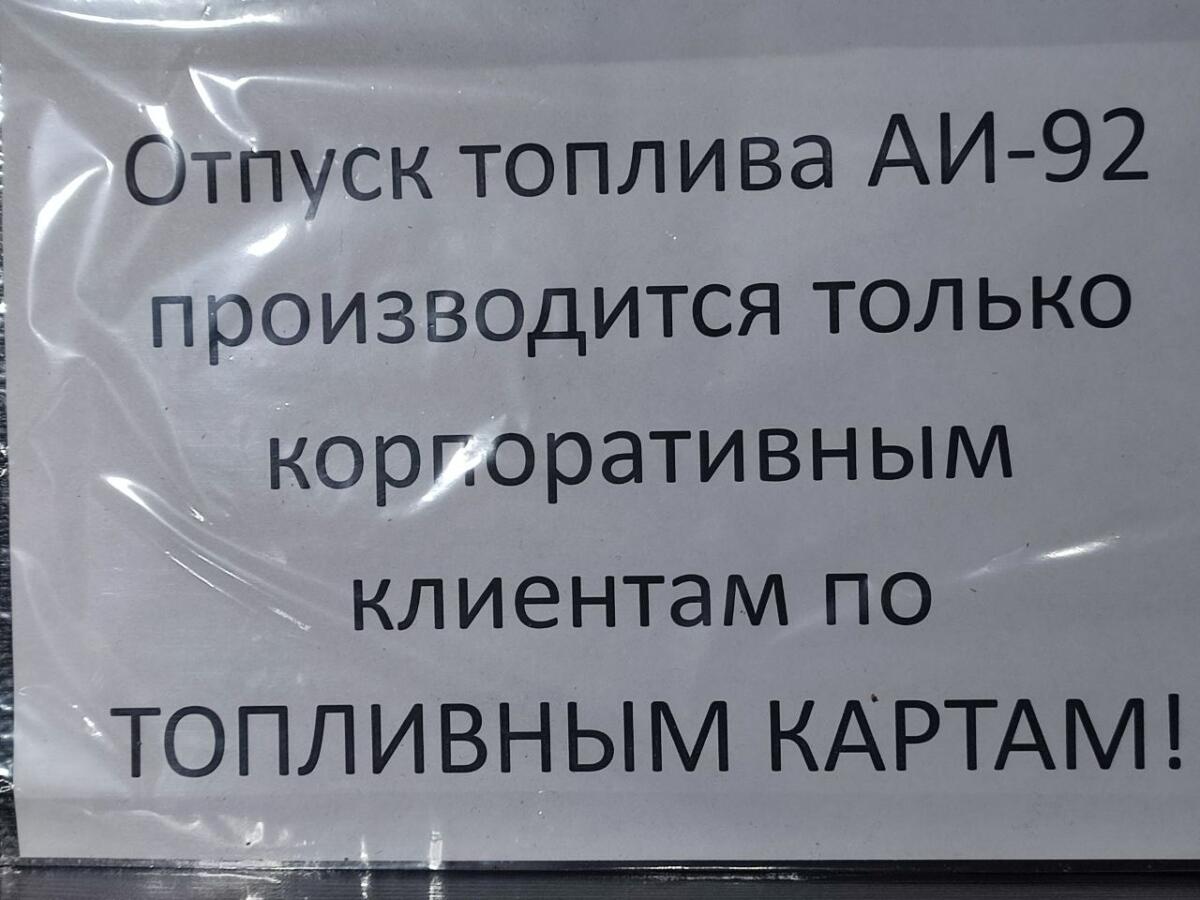 Отпуск топлива АИ-92
производится только
корпоративным
клиентам по
ТОПЛИВНЫМ КАРТАМ!